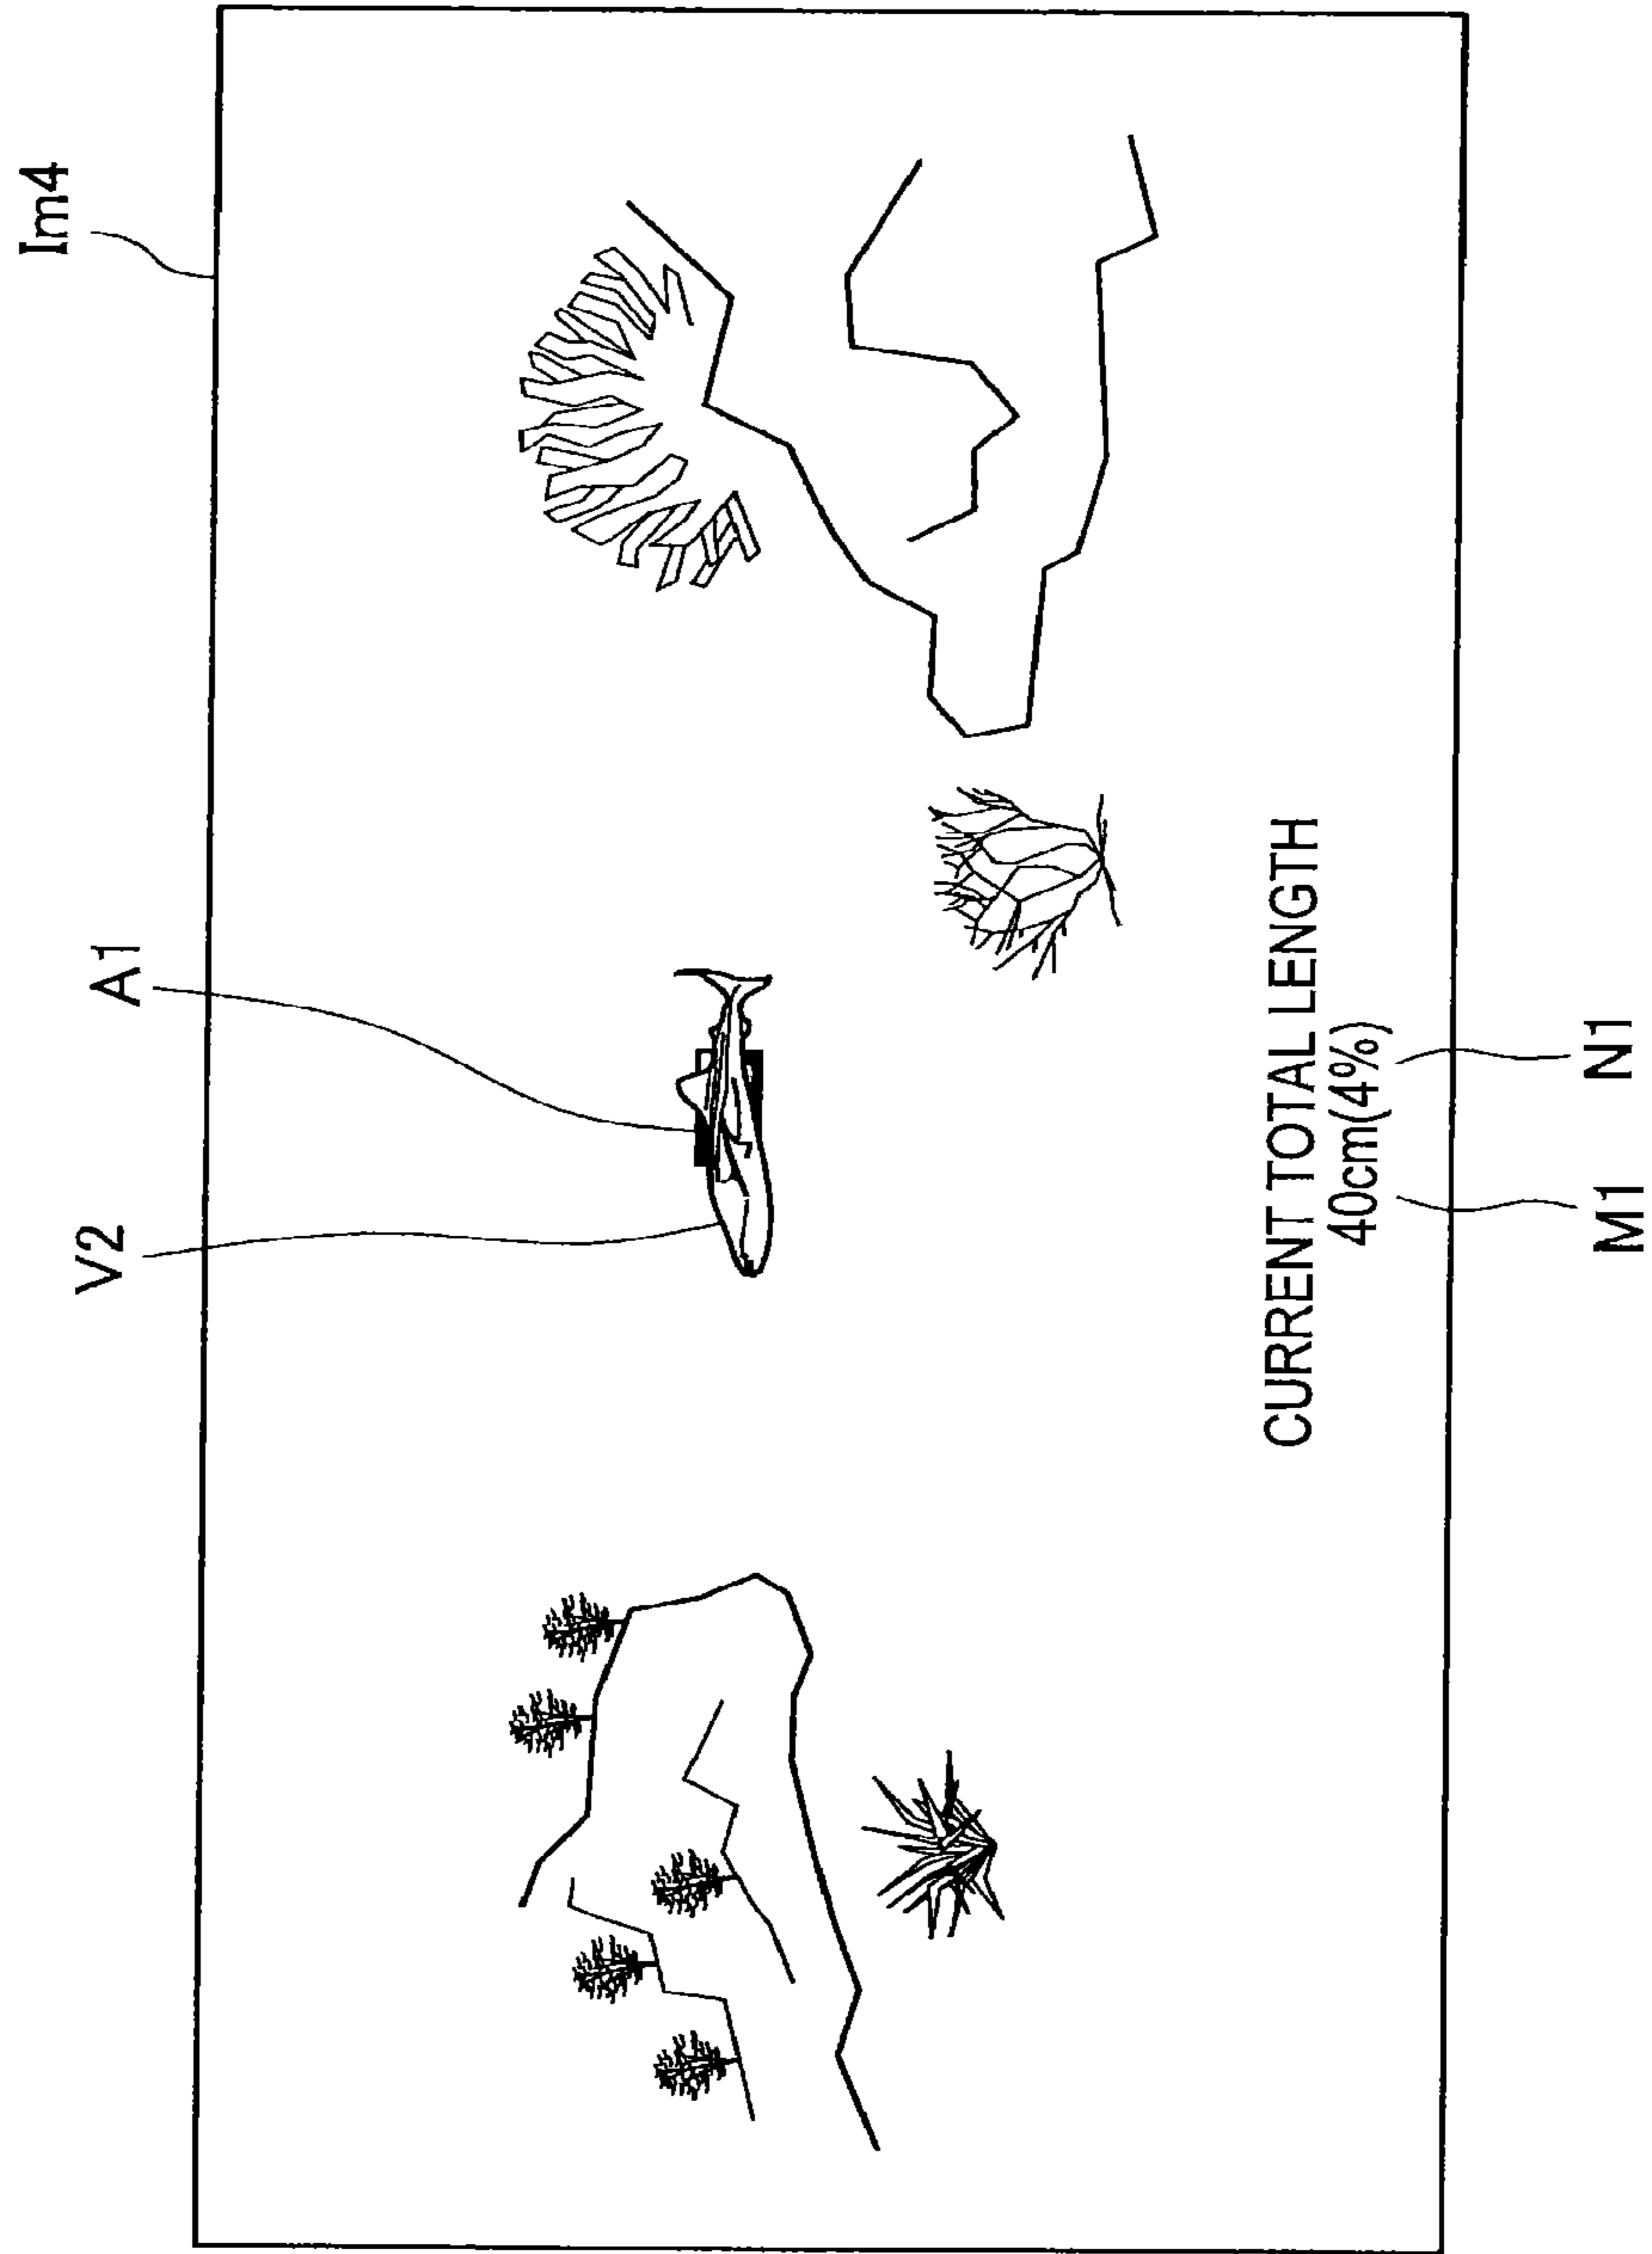 Im4
A1
V2
CURRENT TOTAL LENGTH
40cm(4%)
M1
N1